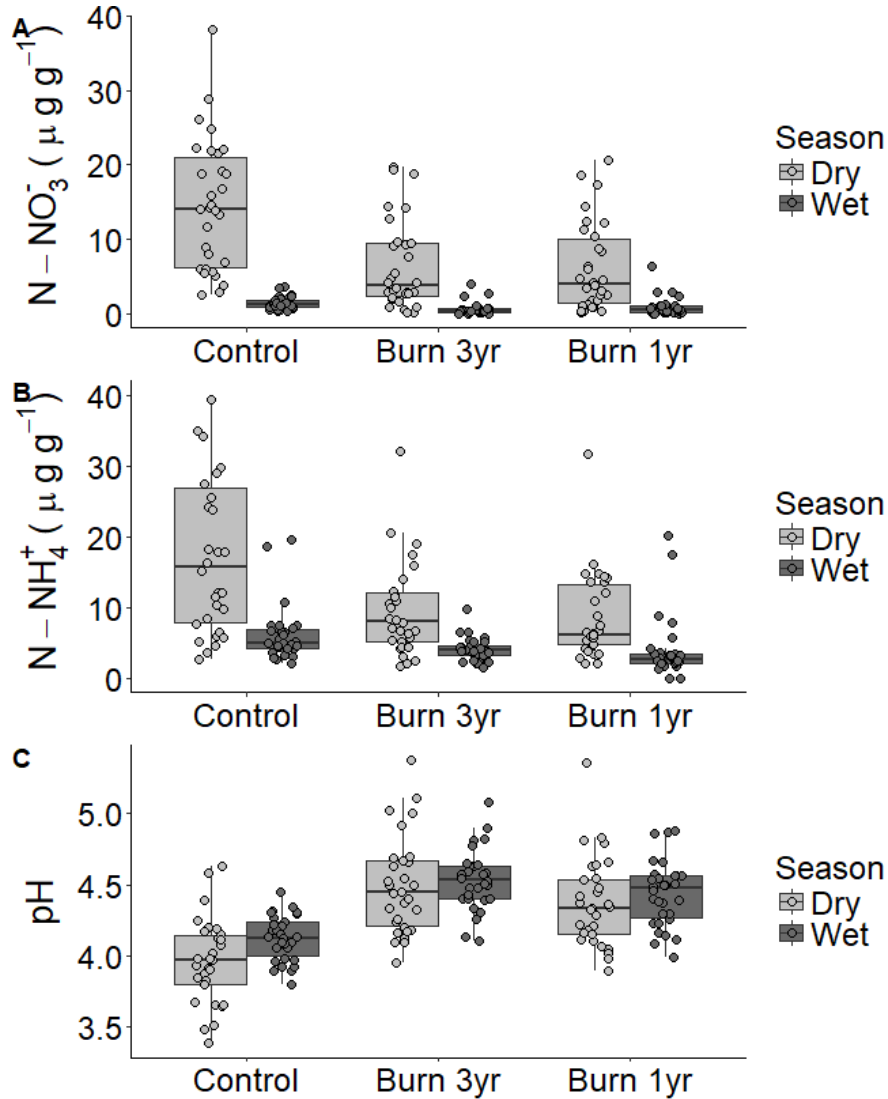 A
N − NO₃⁻ ( μ g g⁻¹)
40
30
20
10
0
Control Burn 3yr Burn 1yr
Season
Dry
Wet
B
N − NH₄⁺ ( μ g g⁻¹)
40
30
20
10
0
Control Burn 3yr Burn 1yr
Season
Dry
Wet
C
pH
5.0
4.5
4.0
3.5
Control Burn 3yr Burn 1yr
Season
Dry
Wet